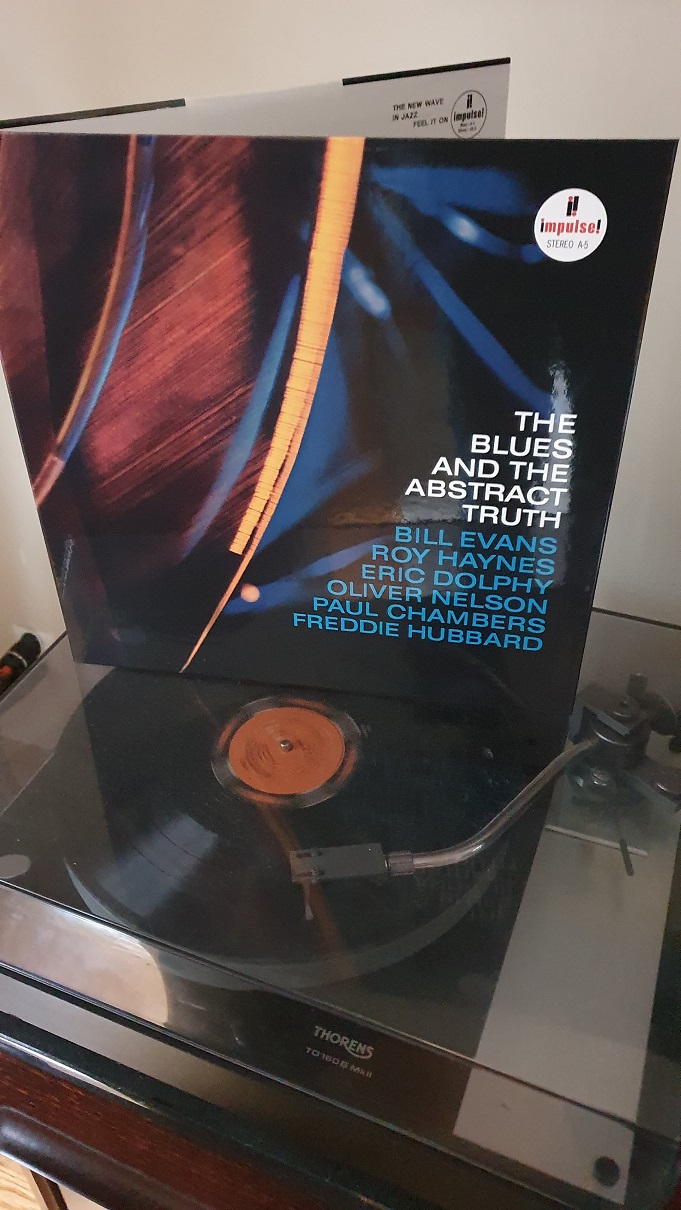 THE NEW WAVE
IN JAZZ
FEEL IT ON
impulse!
impulse!
STEREO A-5
THE
BLUES
AND THE
ABSTRACT
TRUTH
BILL EVANS
ROY HAYNES
ERIC DOLPHY
OLIVER NELSON
PAUL CHAMBERS
FREDDIE HUBBARD
THORENS
TD 160 B MkII